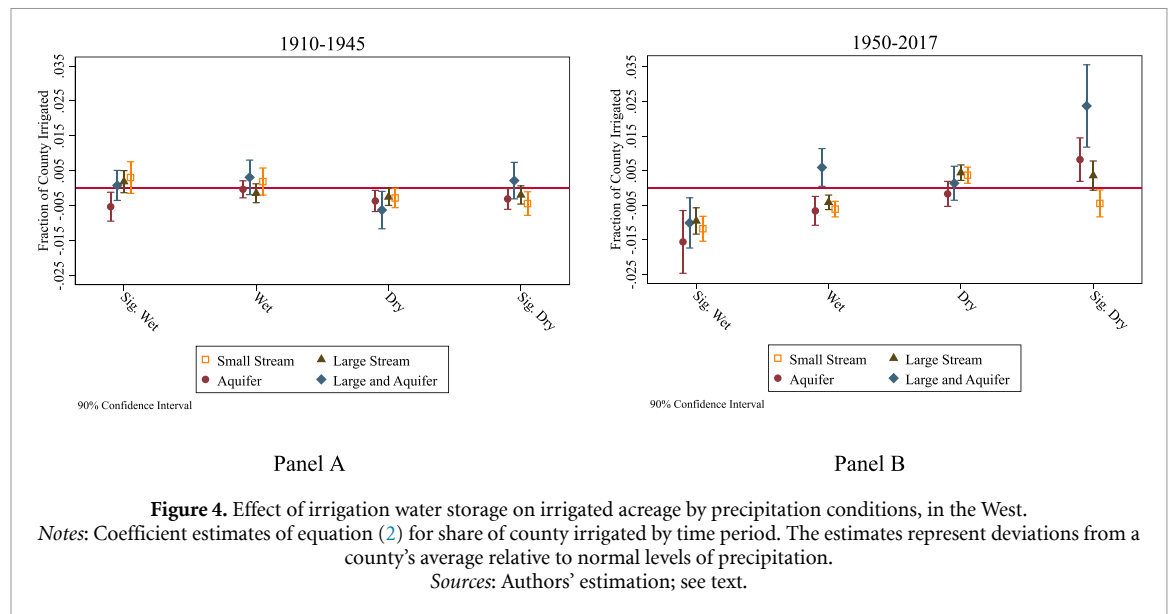 1910-1945
Fraction of County Irrigated
.035
.025
.015
.005
-.005
-.015
-.025
Sig. Wet
Wet
Dry
Sig. Dry
Small Stream
Large Stream
Aquifer
Large and Aquifer
90% Confidence Interval
Panel A
1950-2017
Fraction of County Irrigated
.035
.025
.015
.005
-.005
-.015
-.025
Sig. Wet
Wet
Dry
Sig. Dry
Small Stream
Large Stream
Aquifer
Large and Aquifer
90% Confidence Interval
Panel B
Figure 4. Effect of irrigation water storage on irrigated acreage by precipitation conditions, in the West.
Notes: Coefficient estimates of equation (2) for share of county irrigated by time period. The estimates represent deviations from a
county's average relative to normal levels of precipitation.
Sources: Authors' estimation; see text.